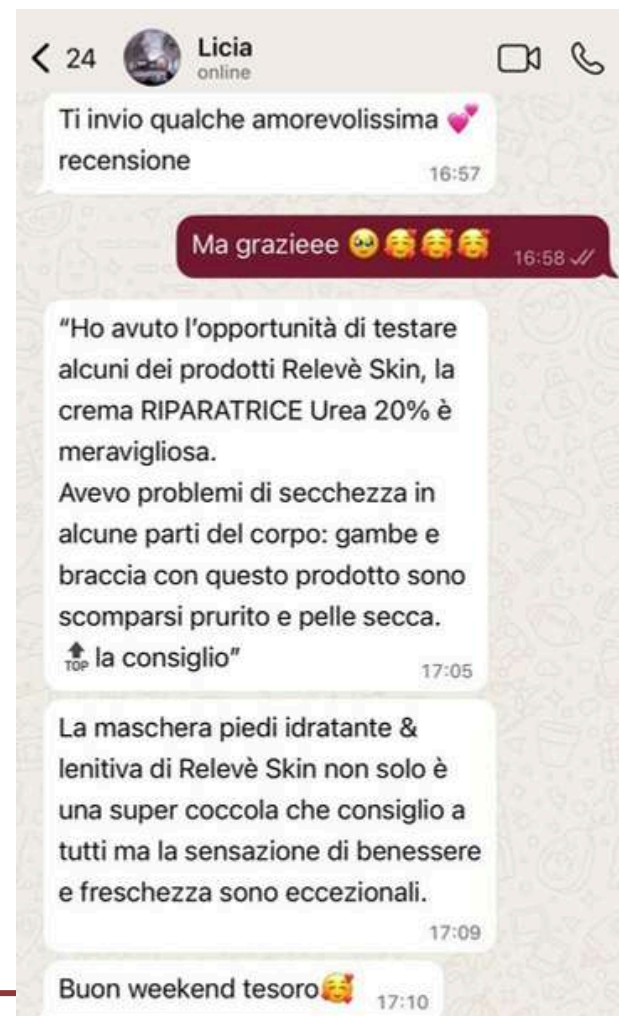 24
Licia
online
Ti invio qualche amorevolissima 💕
recensione
16:57
Ma grazieee 🥹🥰🥰🥰
16:58
“Ho avuto l’opportunità di testare
alcuni dei prodotti Relevè Skin, la
crema RIPARATRICE Urea 20% è
meravigliosa.
Avevo problemi di secchezza in
alcune parti del corpo: gambe e
braccia con questo prodotto sono
scomparsi prurito e pelle secca.
🔝 la consiglio”
17:05
La maschera piedi idratante &
lenitiva di Relevè Skin non solo è
una super coccola che consiglio a
tutti ma la sensazione di benessere
e freschezza sono eccezionali.
17:09
Buon weekend tesoro🥰
17:10